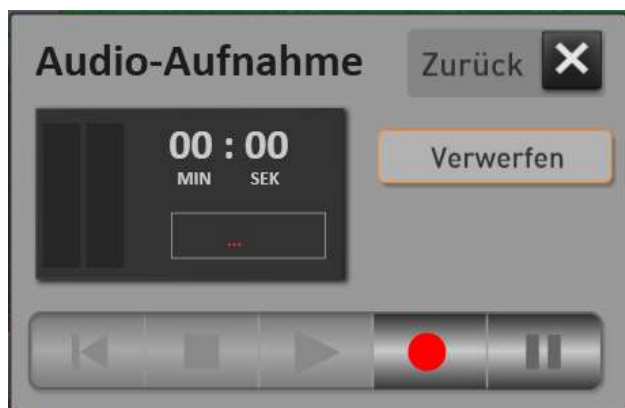 Audio-Aufnahme
Zurück
00 : 00
MIN SEK
...
Verwerfen